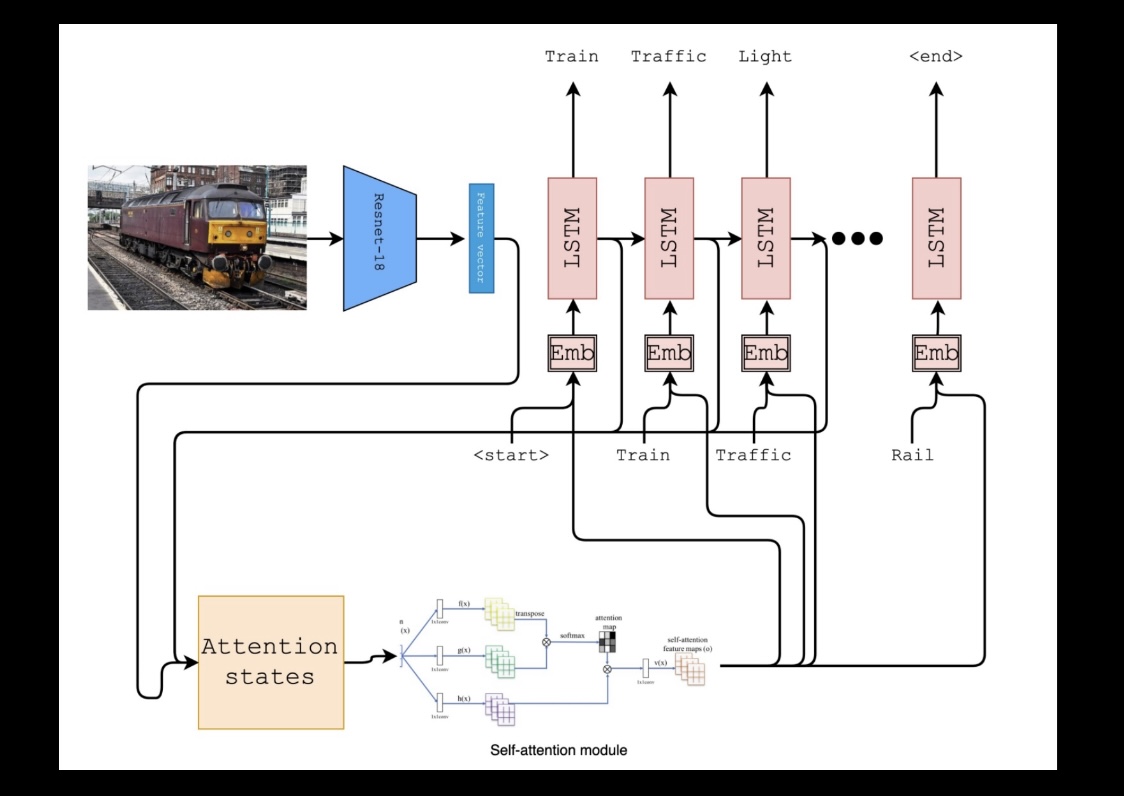 Train Traffic Light <end>
Resnet-18
Feature vector
LSTM LSTM LSTM LSTM
Emb Emb Emb Emb
<start> Train Traffic Rail
Attention
states
n
(x)
f(x)
1x1conv
transpose
g(x)
1x1conv
softmax
attention
map
h(x)
1x1conv
v(x)
1x1conv
self-attention
feature maps (o)
Self-attention module